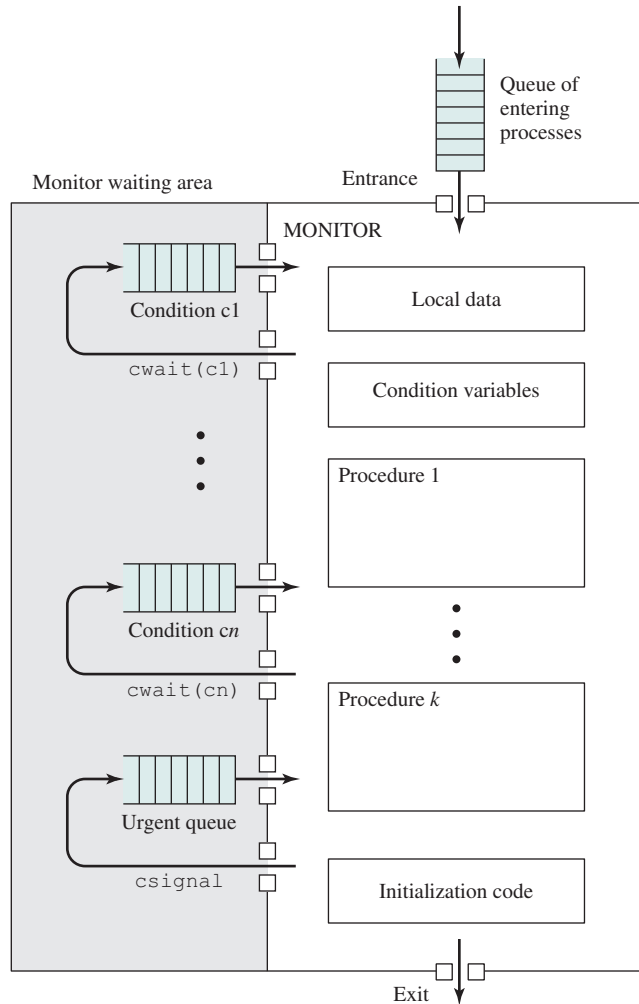 Queue of
entering
processes
Monitor waiting area
Entrance
MONITOR
Condition c1
Local data
cwait(c1)
Condition variables
Procedure 1
Condition cn
cwait(cn)
Procedure k
Urgent queue
csignal
Initialization code
Exit